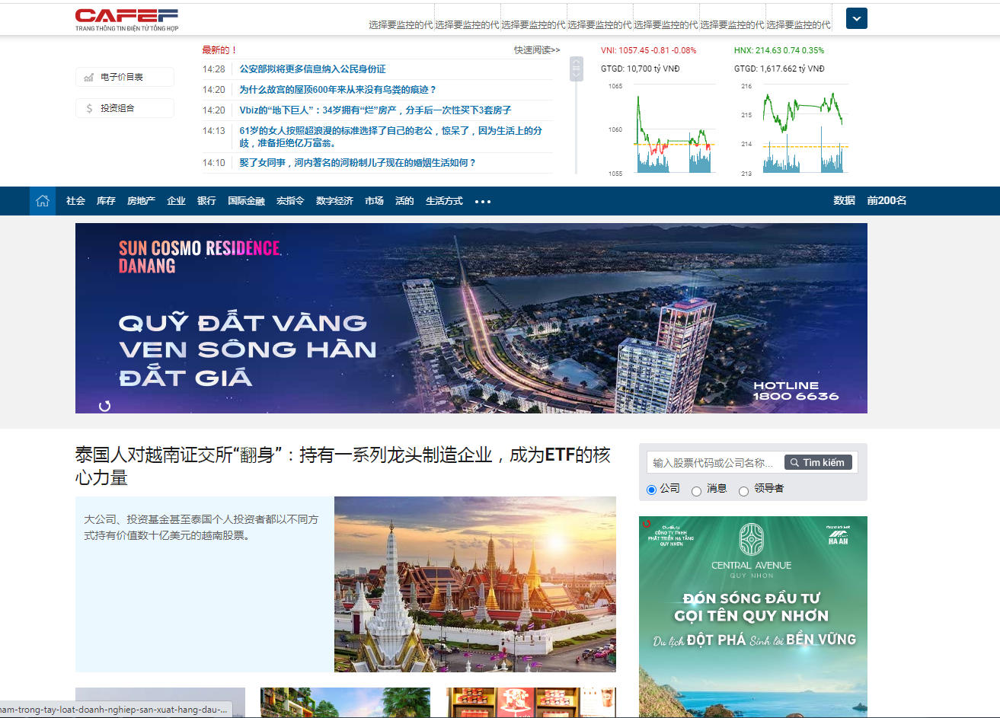 CAFEF
TRANG THÔNG TIN ĐIỆN TỬ TỔNG HỢP
选择要监控的代 选择要监控的代 选择要监控的代 选择要监控的代 选择要监控的代 选择要监控的代 选择要监控的代
电子价目表
投资组合
最新的！ 快速阅读>>
14:28 公安部拟将更多信息纳入公民身份证
14:20 为什么故宫的屋顶600年来从来没有鸟粪的痕迹？
14:20 Vbiz的“地下巨人”：34岁拥有“烂”房产，分手后一次性买下3套房子
14:13 61岁的女人按照超浪漫的标准选择了自己的老公，惊呆了，因为生活上的分
歧，准备拒绝亿万富翁。
14:10 娶了女同事，河内著名的河粉制儿子现在的婚姻生活如何？
VNI: 1057.45 -0.81 -0.08%
GTGD: 10,700 tỷ VNĐ
1065
1060
1055
HNX: 214.63 0.74 0.35%
GTGD: 1,617.662 tỷ VNĐ
216
215
214
213
社会 库存 房地产 企业 银行 国际金融 宏指令 数字经济 市场 活的 生活方式 数据 前200名
SUN COSMO RESIDENCE
DANANG
QUỸ ĐẤT VÀNG
VEN SÔNG HÀN
ĐẮT GIÁ
HOTLINE
1800 6636
泰国人对越南证交所“翻身”：持有一系列龙头制造企业，成为ETF的核
心力量
大公司、投资基金甚至泰国个人投资者都以不同方
式持有价值数十亿美元的越南股票。
输入股票代码或公司名称... Tìm kiếm
公司 消息 领导者
Chủ đầu tư
CÔNG TY TNHH
PHÁT TRIỂN HẠ TẦNG
QUY NHƠN
HA AN
CENTRAL AVENUE
QUY NHON
ĐÓN SÓNG ĐẦU TƯ
GỌI TÊN QUY NHƠN
Du lịch ĐỘT PHÁ Sinh lời BỀN VỮNG
nam-trong-tay-loat-doanh-nghiep-san-xuat-hang-dau-...